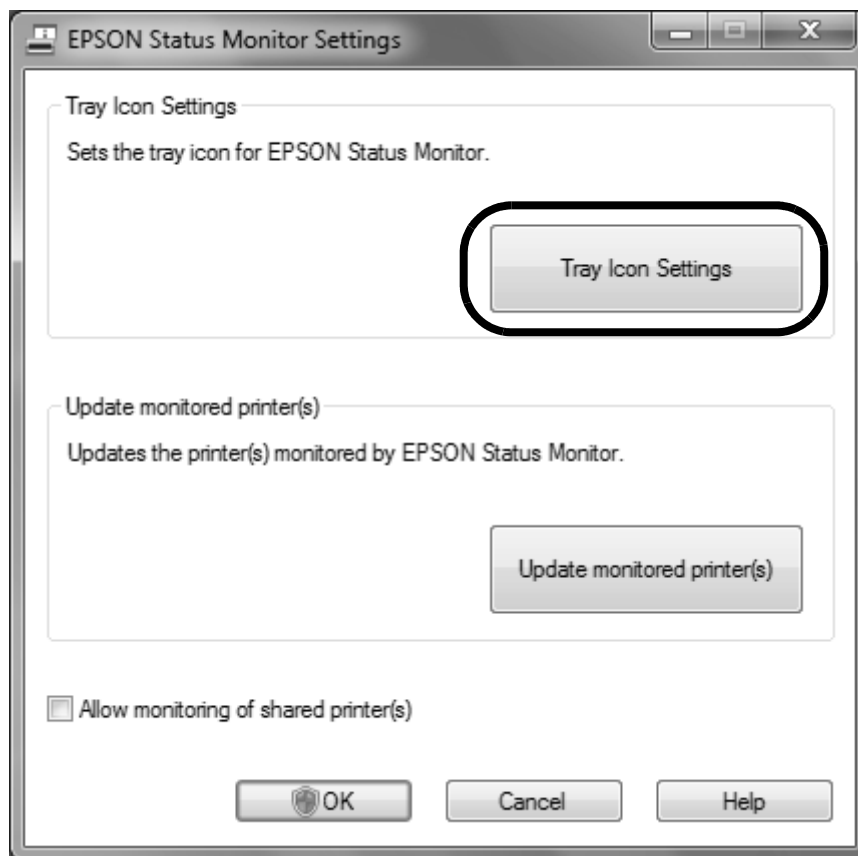 EPSON Status Monitor Settings
Tray Icon Settings
Sets the tray icon for EPSON Status Monitor.
Tray Icon Settings
Update monitored printer(s)
Updates the printer(s) monitored by EPSON Status Monitor.
Update monitored printer(s)
Allow monitoring of shared printer(s)
OK Cancel Help